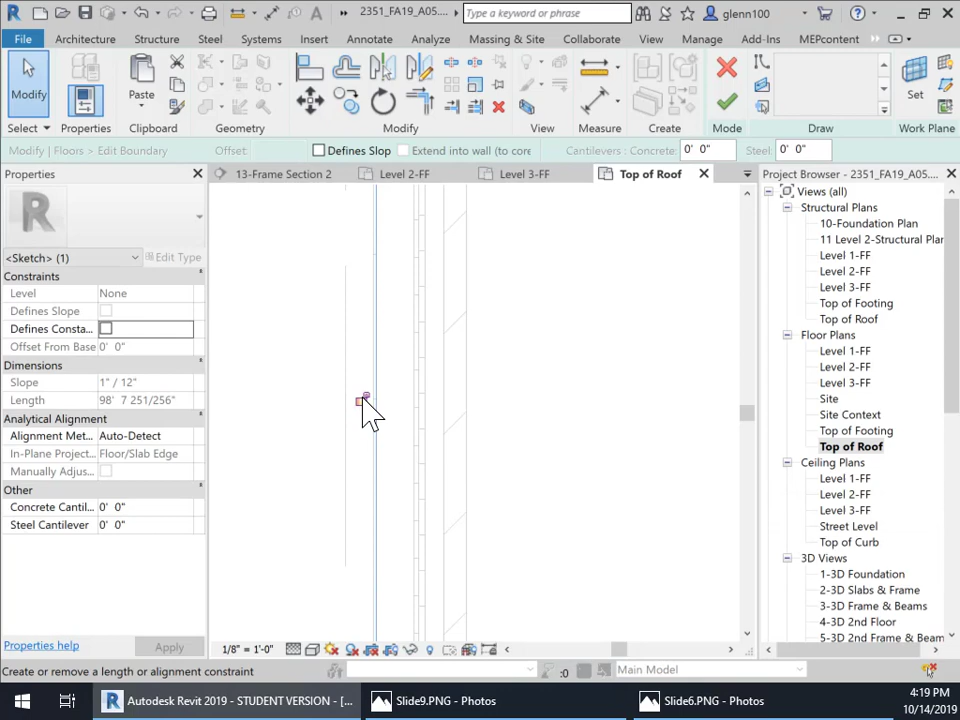 2351_FA19_A05....
Type a keyword or phrase
glenn100
File Architecture Structure Steel Systems Insert Annotate Analyze Massing & Site Collaborate View Manage Add-Ins MEPcontent
Modify
Paste
Set
Select Properties Clipboard Geometry Modify View Measure Create Mode Draw Work Plane
Modify | Floors > Edit Boundary Offset: Defines Slop Extend into wall (to core Cantilevers: Concrete: 0' 0" Steel: 0' 0"
Properties 13-Frame Section 2 Level 2-FF Level 3-FF Top of Roof Project Browser - 2351_FA19_A05....
R
<Sketch> (1) Edit Type
Constraints
Level None
Defines Slope
Defines Consta...
Offset From Base 0' 0"
Dimensions
Slope 1" / 12"
Length 98' 7 251/256"
Analytical Alignment
Alignment Met... Auto-Detect
In-Plane Project... Floor/Slab Edge
Manually Adjus...
Other
Concrete Cantil... 0' 0"
Steel Cantilever 0' 0"
Properties help Apply
Views (all)
Structural Plans
10-Foundation Plan
11 Level 2-Structural Plan
Level 1-FF
Level 2-FF
Level 3-FF
Top of Footing
Top of Roof
Floor Plans
Level 1-FF
Level 2-FF
Level 3-FF
Site
Site Context
Top of Footing
Top of Roof
Ceiling Plans
Level 1-FF
Level 2-FF
Level 3-FF
Street Level
Top of Curb
3D Views
1-3D Foundation
2-3D Slabs & Frame
3-3D Frame & Beams
4-3D 2nd Floor
5-3D 2nd Frame & Beam
1/8" = 1'-0"
Create or remove a length or alignment constraint :0 Main Model
Autodesk Revit 2019 - STUDENT VERSION - [... Slide9.PNG - Photos Slide6.PNG - Photos
4:19 PM
10/14/2019